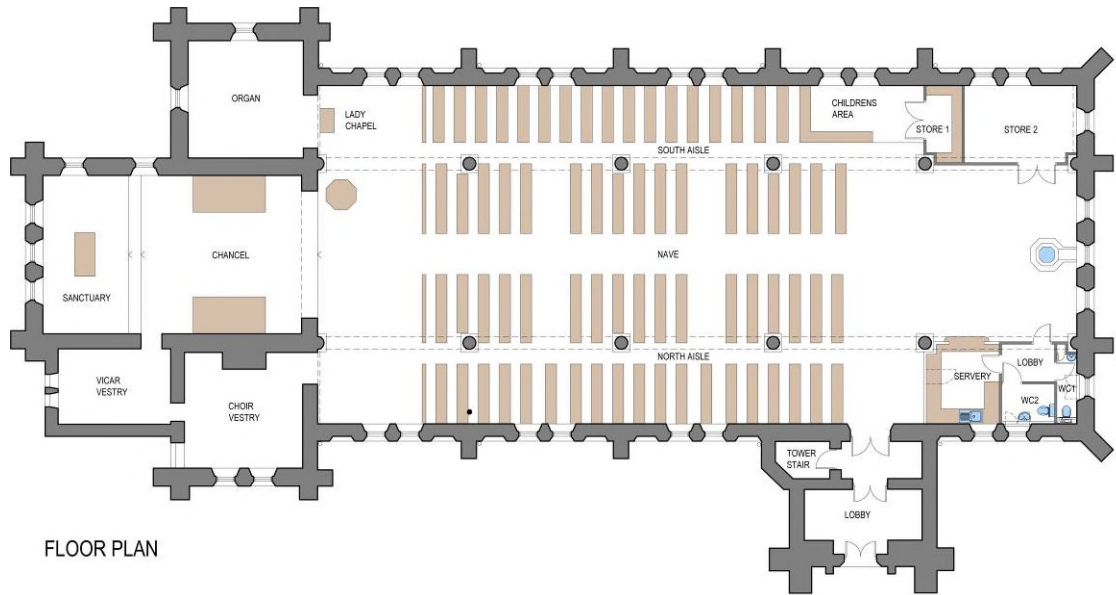 ORGAN
LADY
CHAPEL
CHILDRENS
AREA
STORE 1
STORE 2
SOUTH AISLE
CHANCEL
NAVE
SANCTUARY
NORTH AISLE
LOBBY
SERVERY
VICAR
VESTRY
CHOIR
VESTRY
WC2
WC1
TOWER
STAIR
LOBBY
FLOOR PLAN